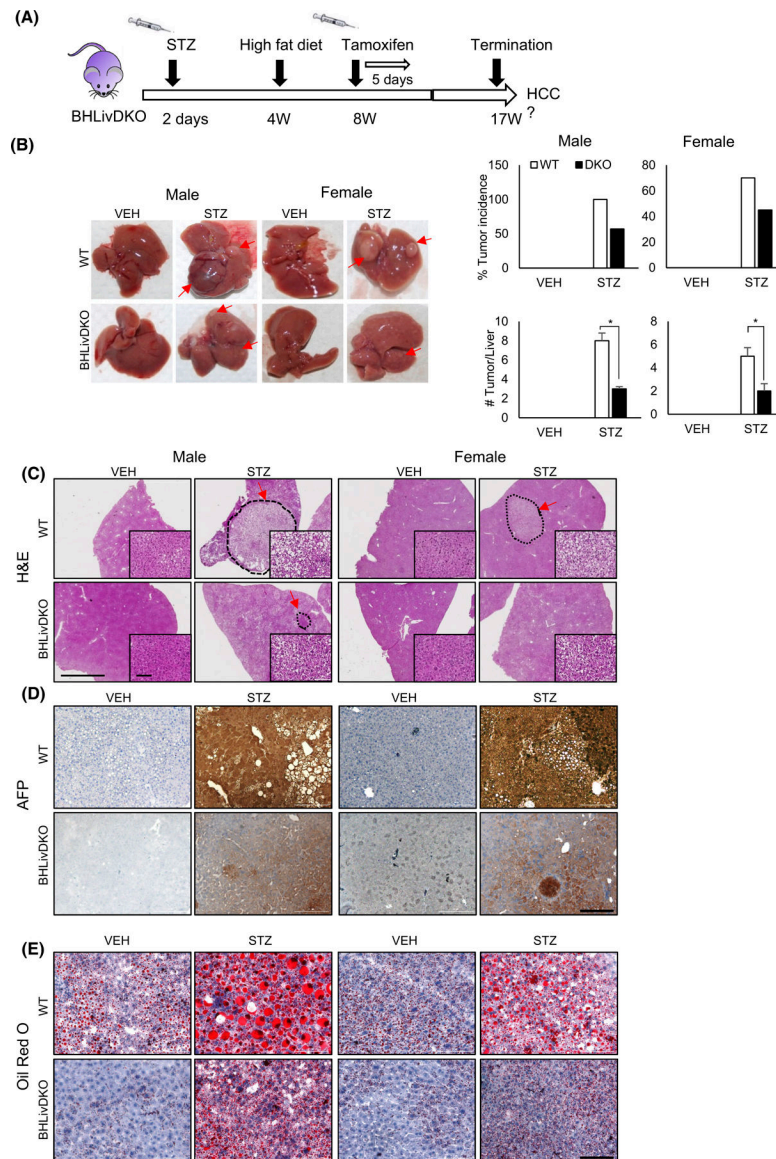 (A)
STZ
High fat diet
Tamoxifen
Termination
5 days
BHLivDKO
2 days
4W
8W
17W
HCC
?
(B)
Male
Female
VEH
STZ
VEH
STZ
WT
BHLivDKO
Male
Female
WT
DKO
% Tumor incidence
150
100
50
0
VEH
STZ
80
60
40
20
0
VEH
STZ
# Tumor/Liver
10
8
6
4
2
0
*
VEH
STZ
8
6
4
2
0
*
VEH
STZ
(C)
Male
Female
VEH
STZ
VEH
STZ
H&E
WT
BHLivDKO
(D)
VEH
STZ
VEH
STZ
AFP
WT
BHLivDKO
(E)
VEH
STZ
VEH
STZ
Oil Red O
WT
BHLivDKO